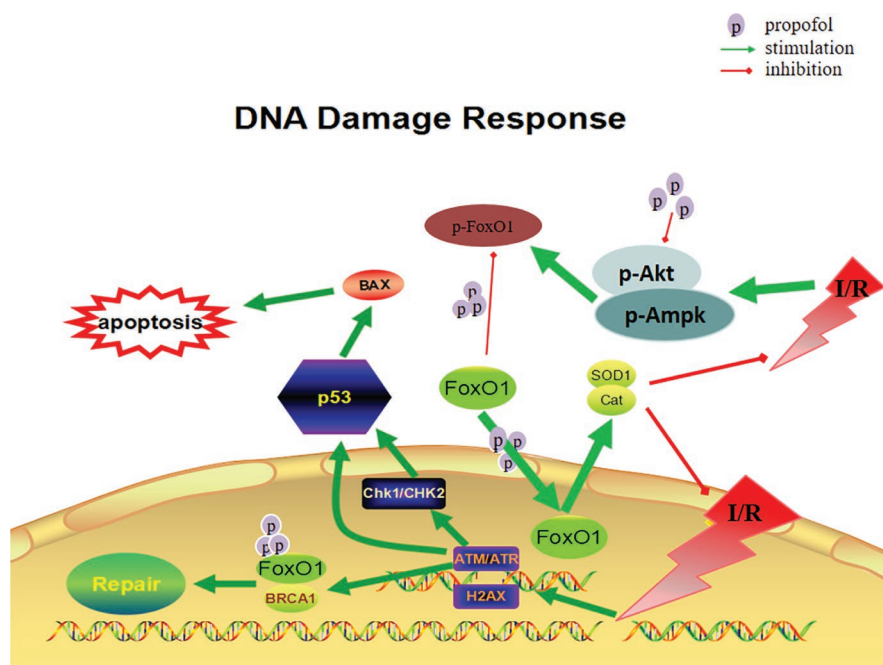 p propofol
stimulation
inhibition
DNA Damage Response
p
p
p
p-FoxO1
p-Akt
I/R
BAX
p
p p
p-Ampk
apoptosis
SOD1
p53
FoxO1
Cat
p p
p
Chk1/CHK2
I/R
p
p p
FoxO1
ATM/ATR
FoxO1
Repair
BRCA1
H2AX